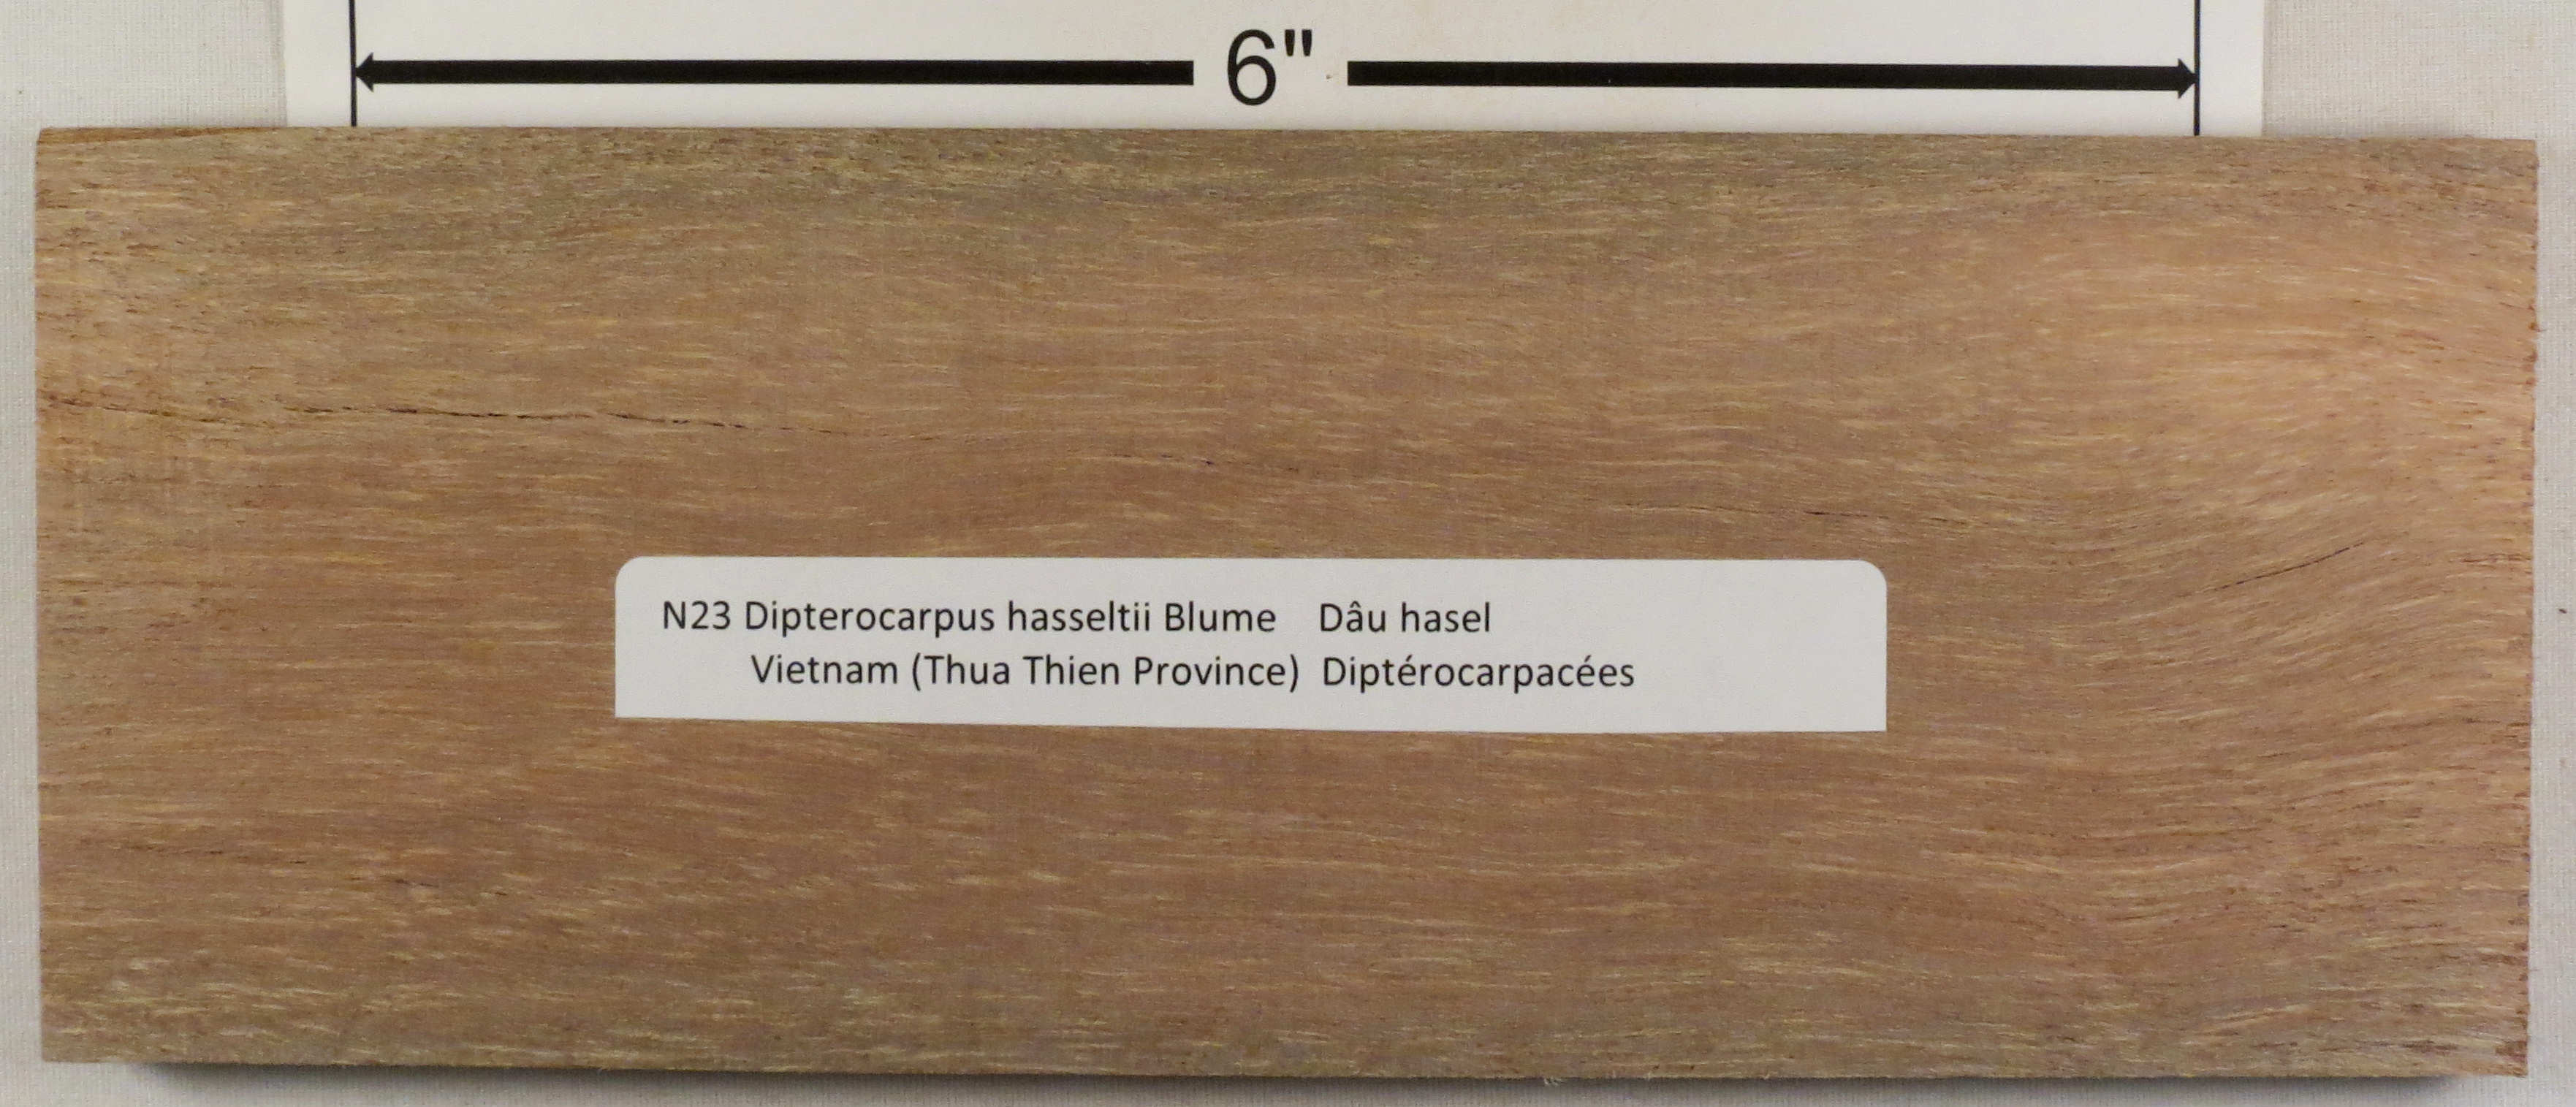 6"
N23 Dipterocarpus hasseltii Blume Dâu hasel
Vietnam (Thua Thien Province) Diptérocarpacées